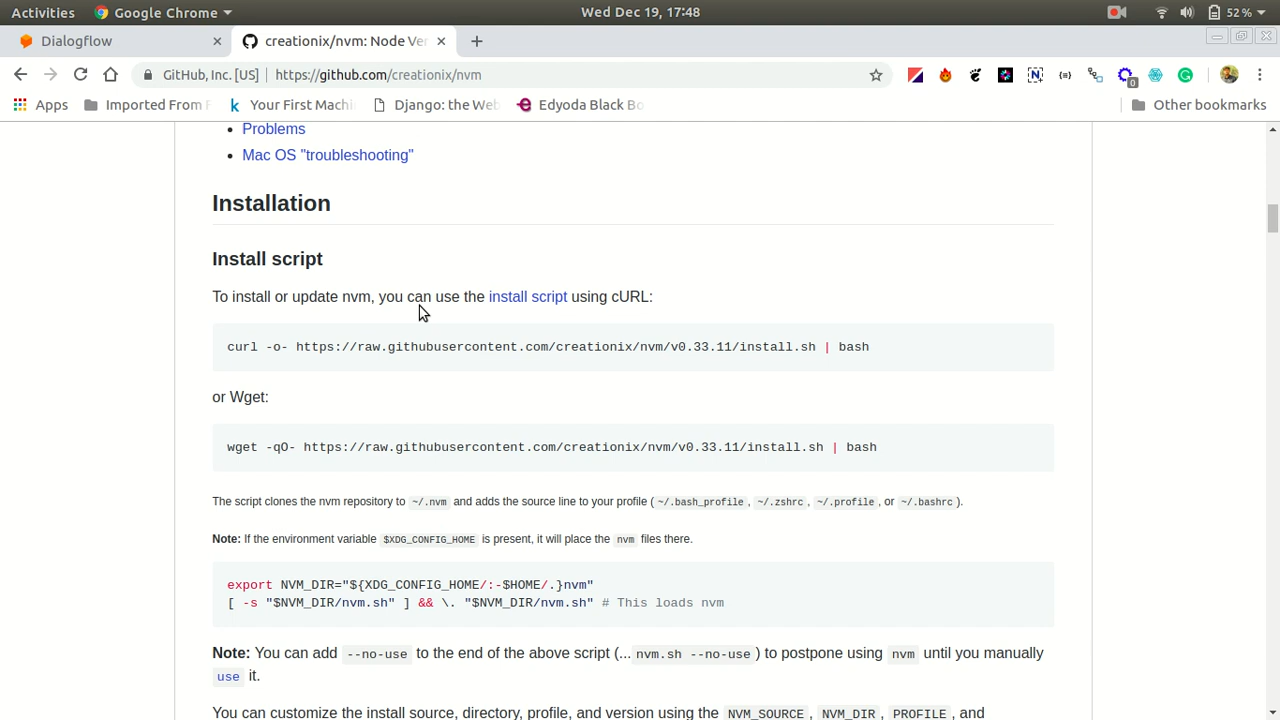 Activities Google Chrome Wed Dec 19, 17:48 52 %
Dialogflow creationix/nvm: Node Ver
GitHub, Inc. [US] https://github.com/creationix/nvm 0
Apps Imported From Your First Machi Django: the Web Edyoda Black Bo Other bookmarks
• Problems
• Mac OS "troubleshooting"
Installation
Install script
To install or update nvm, you can use the install script using cURL:
curl -o- https://raw.githubusercontent.com/creationix/nvm/v0.33.11/install.sh | bash
or Wget:
wget -qO- https://raw.githubusercontent.com/creationix/nvm/v0.33.11/install.sh | bash
The script clones the nvm repository to ~/.nvm and adds the source line to your profile ( ~/.bash_profile , ~/.zshrc , ~/.profile , or ~/.bashrc ).
Note: If the environment variable $XDG_CONFIG_HOME is present, it will place the nvm files there.
export NVM_DIR="${XDG_CONFIG_HOME/:-$HOME/.}nvm"
[ -s "$NVM_DIR/nvm.sh" ] && \. "$NVM_DIR/nvm.sh" # This loads nvm
Note: You can add --no-use to the end of the above script (... nvm.sh --no-use ) to postpone using nvm until you manually
use it.
You can customize the install source, directory, profile, and version using the NVM_SOURCE , NVM_DIR , PROFILE , and